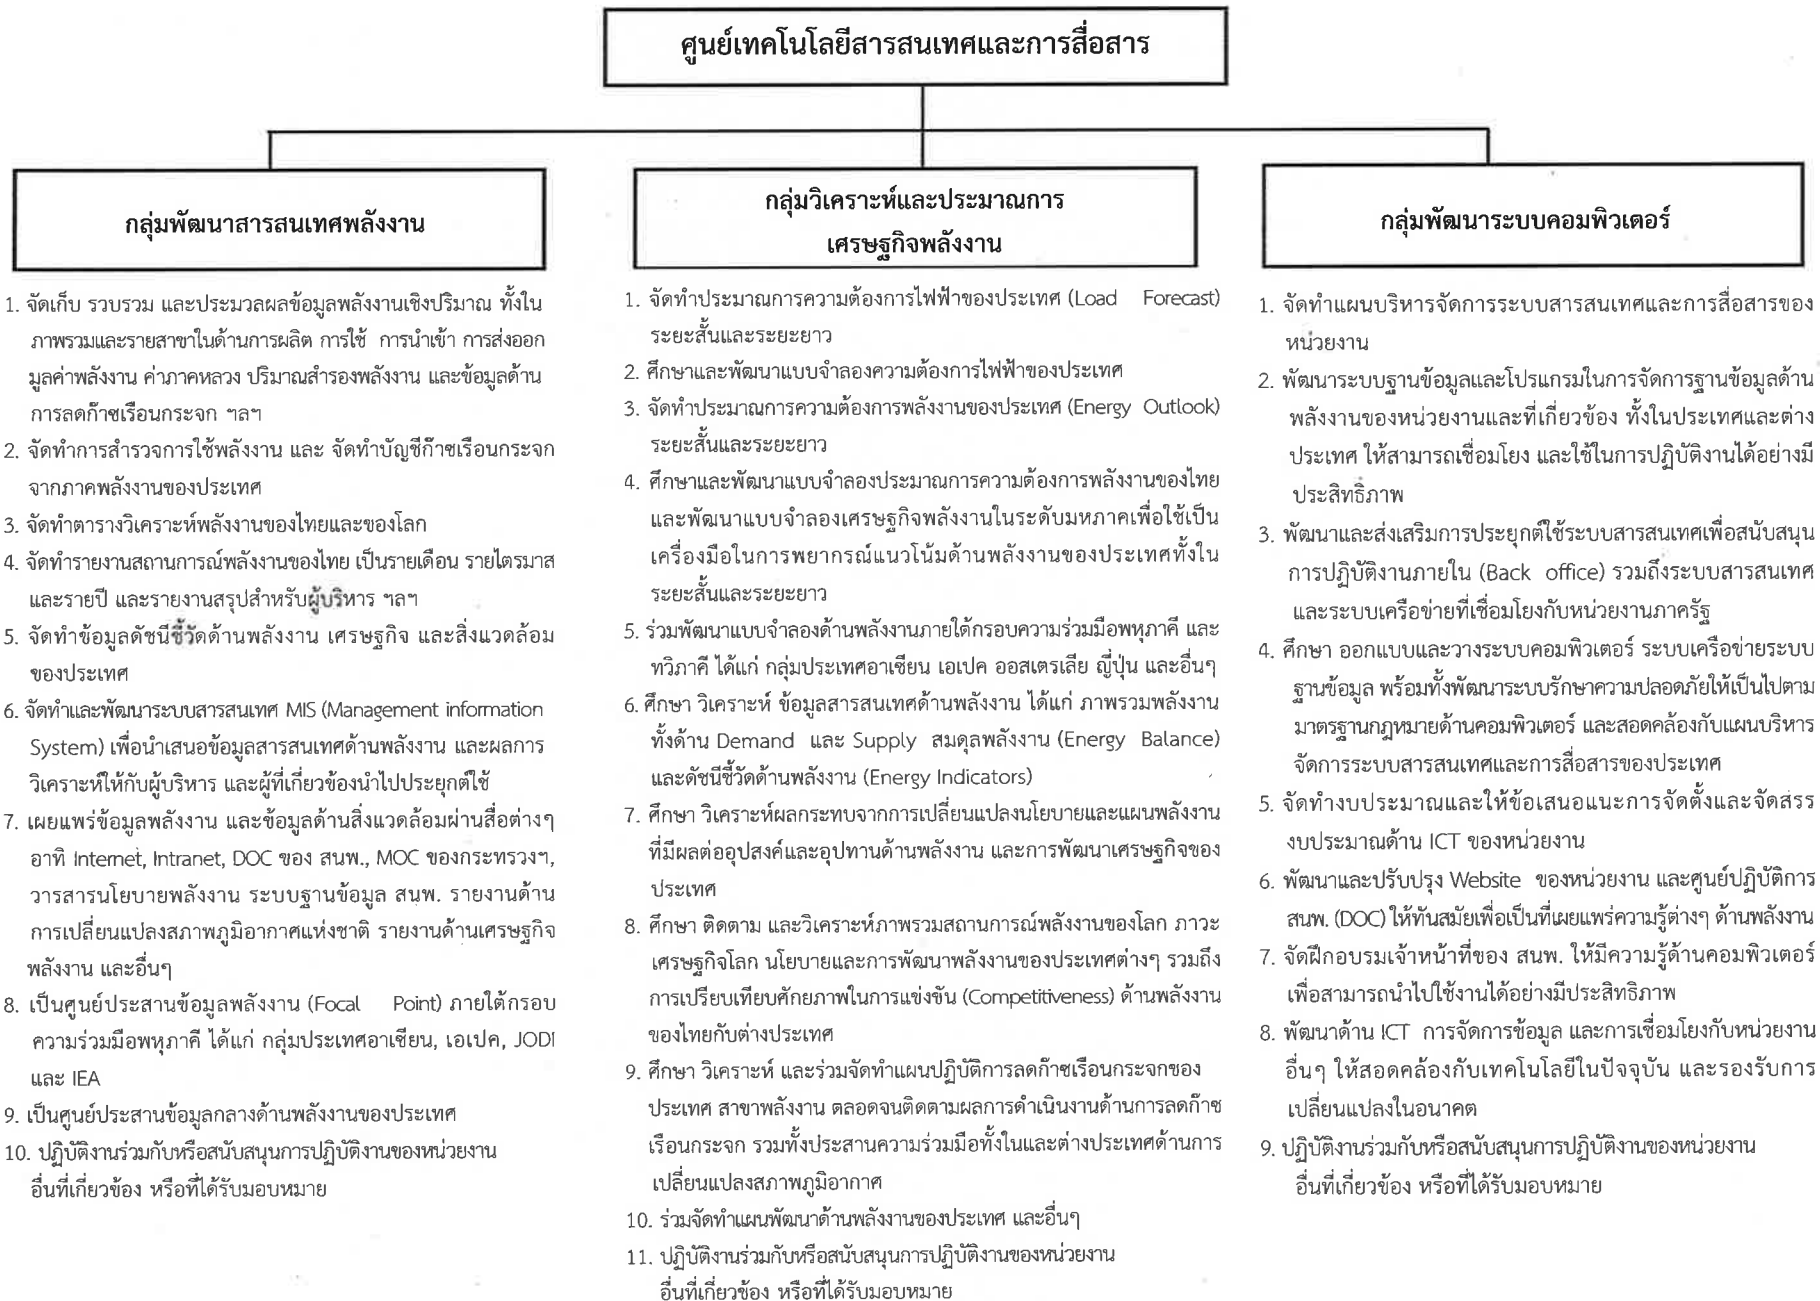 ศูนย์เทคโนโลยีสารสนเทศและการสื่อสาร
กลุ่มพัฒนาสารสนเทศพลังงาน
1. จัดเก็บ รวบรวม และประมวลผลข้อมูลพลังงานเชิงปริมาณ ทั้งใน
ภาพรวมและรายสาขาในด้านการผลิต การใช้ การนำเข้า การส่งออก
มูลค่าพลังงาน ค่าภาคหลวง ปริมาณสำรองพลังงาน และข้อมูลด้าน
การลดก๊าซเรือนกระจก ฯลฯ
2. จัดทำการสำรวจการใช้พลังงาน และ จัดทำบัญชีก๊าซเรือนกระจก
จากภาคพลังงานของประเทศ
3. จัดทำตารางวิเคราะห์พลังงานของไทยและของโลก
4. จัดทำรายงานสถานการณ์พลังงานของไทย เป็นรายเดือน รายไตรมาส
และรายปี และรายงานสรุปสำหรับผู้บริหาร ฯลฯ
5. จัดทำข้อมูลดัชนีชี้วัดด้านพลังงาน เศรษฐกิจ และสิ่งแวดล้อม
ของประเทศ
6. จัดทำและพัฒนาระบบสารสนเทศ MIS (Management information
System) เพื่อนำเสนอข้อมูลสารสนเทศด้านพลังงาน และผลการ
วิเคราะห์ให้กับผู้บริหาร และผู้ที่เกี่ยวข้องนำไปประยุกต์ใช้
7. เผยแพร่ข้อมูลพลังงาน และข้อมูลด้านสิ่งแวดล้อมผ่านสื่อต่างๆ
อาทิ Internet, Intranet, DOC ของ สนพ., MOC ของกระทรวงฯ,
วารสารนโยบายพลังงาน ระบบฐานข้อมูล สนพ. รายงานด้าน
การเปลี่ยนแปลงสภาพภูมิอากาศแห่งชาติ รายงานด้านเศรษฐกิจ
พลังงาน และอื่นๆ
8. เป็นศูนย์ประสานข้อมูลพลังงาน (Focal Point) ภายใต้กรอบ
ความร่วมมือพหุภาคี ได้แก่ กลุ่มประเทศอาเซียน, เอเปค, JODI
และ IEA
9. เป็นศูนย์ประสานข้อมูลกลางด้านพลังงานของประเทศ
10. ปฏิบัติงานร่วมกับหรือสนับสนุนการปฏิบัติงานของหน่วยงาน
อื่นที่เกี่ยวข้อง หรือที่ได้รับมอบหมาย
กลุ่มวิเคราะห์และประมาณการ
เศรษฐกิจพลังงาน
1. จัดทำประมาณการความต้องการไฟฟ้าของประเทศ (Load Forecast)
ระยะสั้นและระยะยาว
2. ศึกษาและพัฒนาแบบจำลองความต้องการไฟฟ้าของประเทศ
3. จัดทำประมาณการความต้องการพลังงานของประเทศ (Energy Outlook)
ระยะสั้นและระยะยาว
4. ศึกษาและพัฒนาแบบจำลองประมาณการความต้องการพลังงานของไทย
และพัฒนาแบบจำลองเศรษฐกิจพลังงานในระดับมหภาคเพื่อใช้เป็น
เครื่องมือในการพยากรณ์แนวโน้มด้านพลังงานของประเทศทั้งใน
ระยะสั้นและระยะยาว
5. ร่วมพัฒนาแบบจำลองด้านพลังงานภายใต้กรอบความร่วมมือพหุภาคี และ
ทวิภาคี ได้แก่ กลุ่มประเทศอาเซียน เอเปค ออสเตรเลีย ญี่ปุ่น และอื่นๆ
6. ศึกษา วิเคราะห์ ข้อมูลสารสนเทศด้านพลังงาน ได้แก่ ภาพรวมพลังงาน
ทั้งด้าน Demand และ Supply สมดุลพลังงาน (Energy Balance)
และดัชนีชี้วัดด้านพลังงาน (Energy Indicators)
7. ศึกษา วิเคราะห์ผลกระทบจากการเปลี่ยนแปลงนโยบายและแผนพลังงาน
ที่มีผลต่ออุปสงค์และอุปทานด้านพลังงาน และการพัฒนาเศรษฐกิจของ
ประเทศ
8. ศึกษา ติดตาม และวิเคราะห์ภาพรวมสถานการณ์พลังงานของโลก ภาวะ
เศรษฐกิจโลก นโยบายและการพัฒนาพลังงานของประเทศต่างๆ รวมถึง
การเปรียบเทียบศักยภาพในการแข่งขัน (Competitiveness) ด้านพลังงาน
ของไทยกับต่างประเทศ
9. ศึกษา วิเคราะห์ และร่วมจัดทำแผนปฏิบัติการลดก๊าซเรือนกระจกของ
ประเทศ สาขาพลังงาน ตลอดจนติดตามผลการดำเนินงานด้านการลดก๊าซ
เรือนกระจก รวมทั้งประสานความร่วมมือทั้งในและต่างประเทศด้านการ
เปลี่ยนแปลงสภาพภูมิอากาศ
10. ร่วมจัดทำแผนพัฒนาด้านพลังงานของประเทศ และอื่นๆ
11. ปฏิบัติงานร่วมกับหรือสนับสนุนการปฏิบัติงานของหน่วยงาน
อื่นที่เกี่ยวข้อง หรือที่ได้รับมอบหมาย
กลุ่มพัฒนาระบบคอมพิวเตอร์
1. จัดทำแผนบริหารจัดการระบบสารสนเทศและการสื่อสารของ
หน่วยงาน
2. พัฒนาระบบฐานข้อมูลและโปรแกรมในการจัดการฐานข้อมูลด้าน
พลังงานของหน่วยงานและที่เกี่ยวข้อง ทั้งในประเทศและต่าง
ประเทศ ให้สามารถเชื่อมโยง และใช้ในการปฏิบัติงานได้อย่างมี
ประสิทธิภาพ
3. พัฒนาและส่งเสริมการประยุกต์ใช้ระบบสารสนเทศเพื่อสนับสนุน
การปฏิบัติงานภายใน (Back office) รวมถึงระบบสารสนเทศ
และระบบเครือข่ายที่เชื่อมโยงกับหน่วยงานภาครัฐ
4. ศึกษา ออกแบบและวางระบบคอมพิวเตอร์ ระบบเครือข่ายระบบ
ฐานข้อมูล พร้อมทั้งพัฒนาระบบรักษาความปลอดภัยให้เป็นไปตาม
มาตรฐานกฎหมายด้านคอมพิวเตอร์ และสอดคล้องกับแผนบริหาร
จัดการระบบสารสนเทศและการสื่อสารของประเทศ
5. จัดทำงบประมาณและให้ข้อเสนอแนะการจัดตั้งและจัดสรร
งบประมาณด้าน ICT ของหน่วยงาน
6. พัฒนาและปรับปรุง Website ของหน่วยงาน และศูนย์ปฏิบัติการ
สนพ. (DOC) ให้ทันสมัยเพื่อเป็นที่เผยแพร่ความรู้ต่างๆ ด้านพลังงาน
7. จัดฝึกอบรมเจ้าหน้าที่ของ สนพ. ให้มีความรู้ด้านคอมพิวเตอร์
เพื่อสามารถนำไปใช้งานได้อย่างมีประสิทธิภาพ
8. พัฒนาด้าน ICT การจัดการข้อมูล และการเชื่อมโยงกับหน่วยงาน
อื่นๆ ให้สอดคล้องกับเทคโนโลยีในปัจจุบัน และรองรับการ
เปลี่ยนแปลงในอนาคต
9. ปฏิบัติงานร่วมกับหรือสนับสนุนการปฏิบัติงานของหน่วยงาน
อื่นที่เกี่ยวข้อง หรือที่ได้รับมอบหมาย